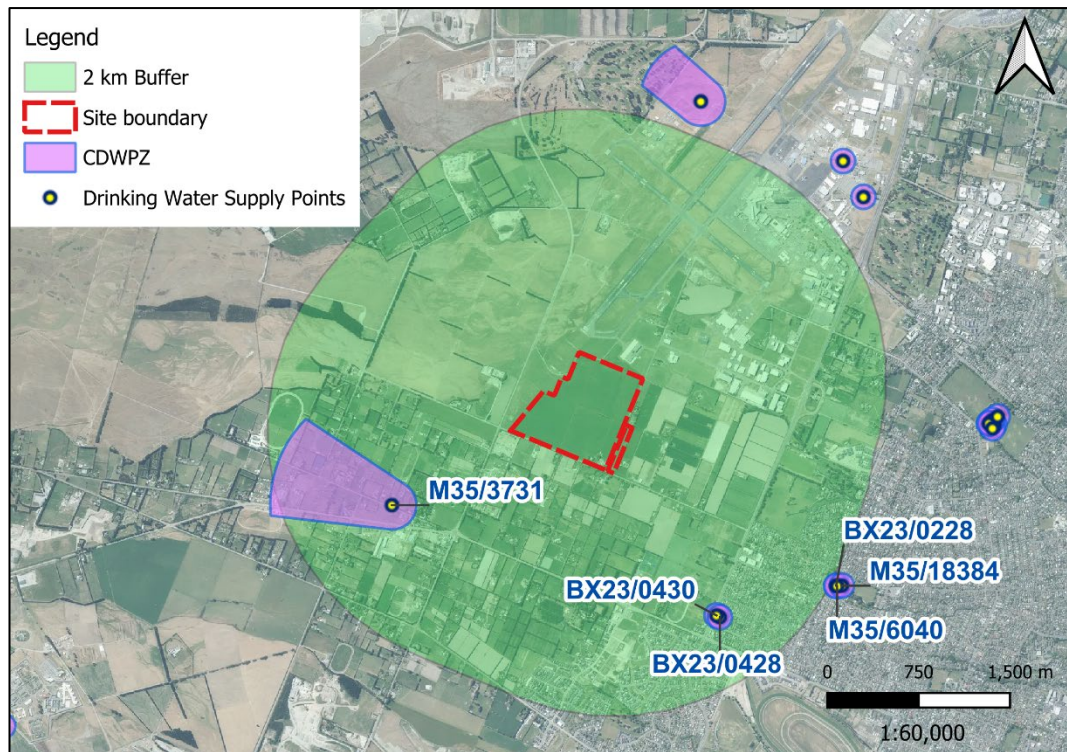 Legend
2 km Buffer
Site boundary
CDWPZ
Drinking Water Supply Points
M35/3731
BX23/0228
M35/18384
BX23/0430
M35/6040
BX23/0428
0 750 1,500 m
1:60,000